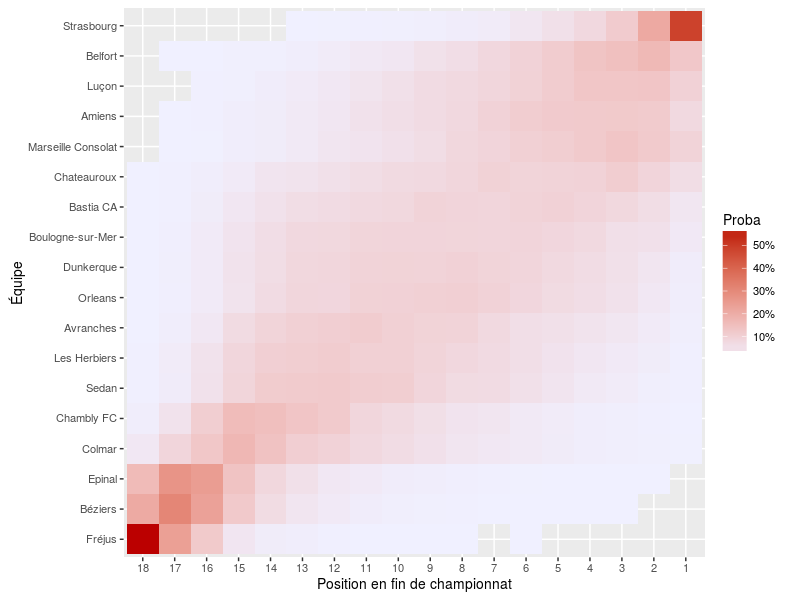 Équipe
Strasbourg
Belfort
Luçon
Amiens
Marseille Consolat
Chateauroux
Bastia CA
Boulogne-sur-Mer
Dunkerque
Orleans
Avranches
Les Herbiers
Sedan
Chambly FC
Colmar
Epinal
Béziers
Fréjus
18 17 16 15 14 13 12 11 10 9 8 7 6 5 4 3 2 1
Position en fin de championnat
Proba
50%
40%
30%
20%
10%